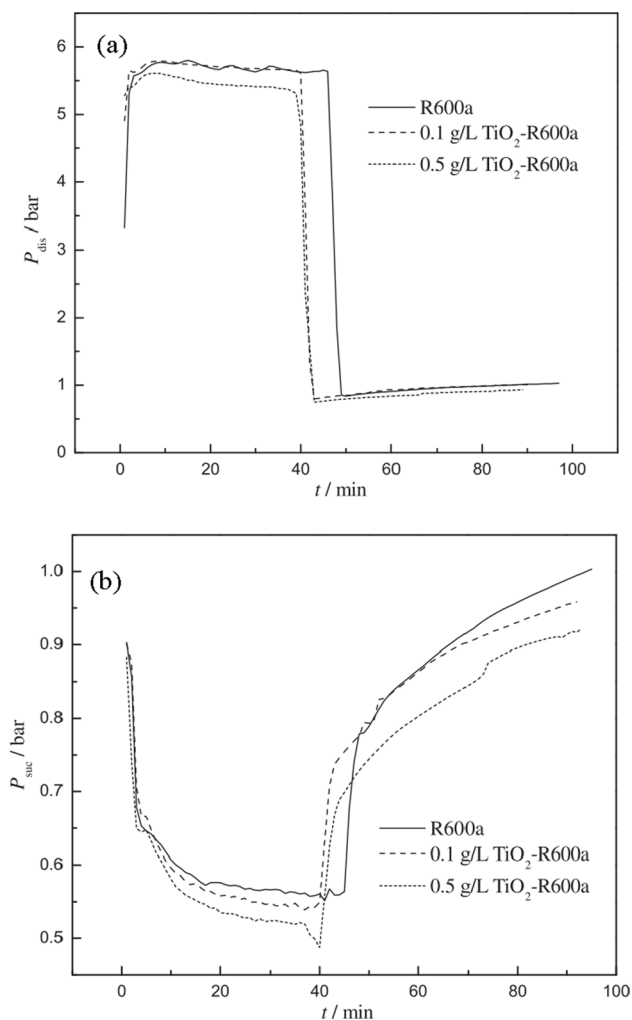 (a)
6
5
4
3
2
1
0
P dis / bar
R600a
0.1 g/L TiO2-R600a
0.5 g/L TiO2-R600a
0 20 40 60 80 100
t / min
(b)
1.0
0.9
0.8
0.7
0.6
0.5
P suc / bar
R600a
0.1 g/L TiO2-R600a
0.5 g/L TiO2-R600a
0 20 40 60 80 100
t / min